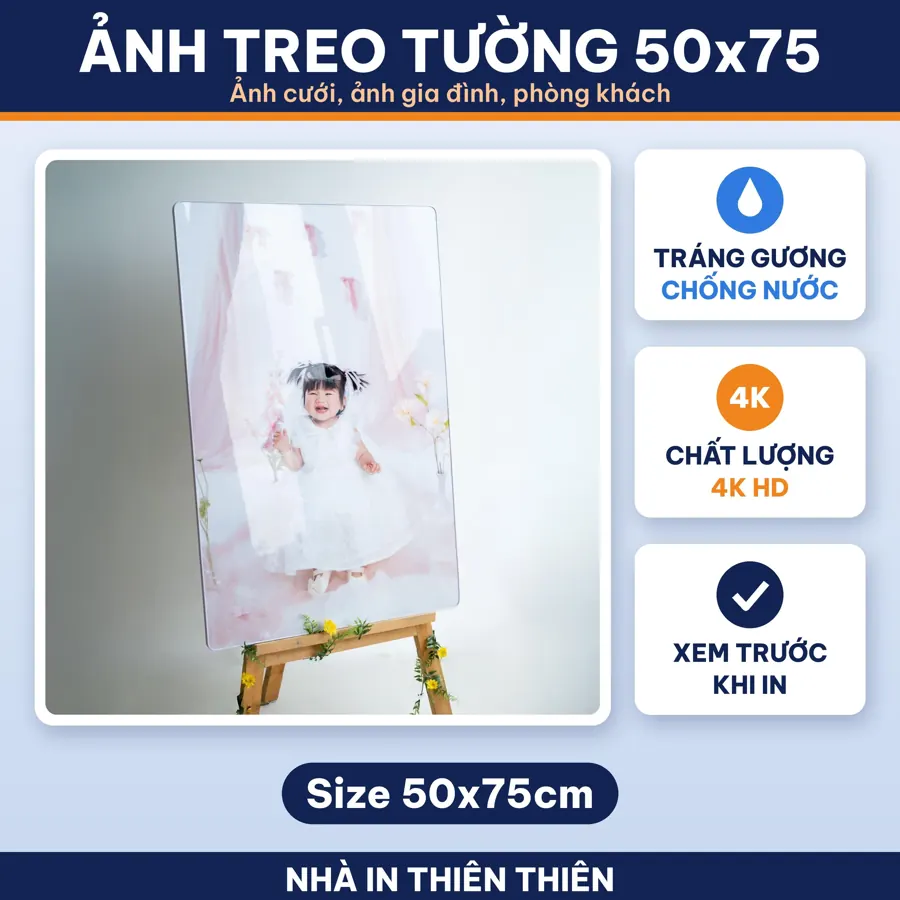 ẢNH TREO TƯỜNG 50x75
Ảnh cưới, ảnh gia đình, phòng khách
TRÁNG GƯƠNG
CHỐNG NƯỚC
4K
CHẤT LƯỢNG
4K HD
XEM TRƯỚC
KHI IN
Size 50x75cm
NHÀ IN THIÊN THIÊN